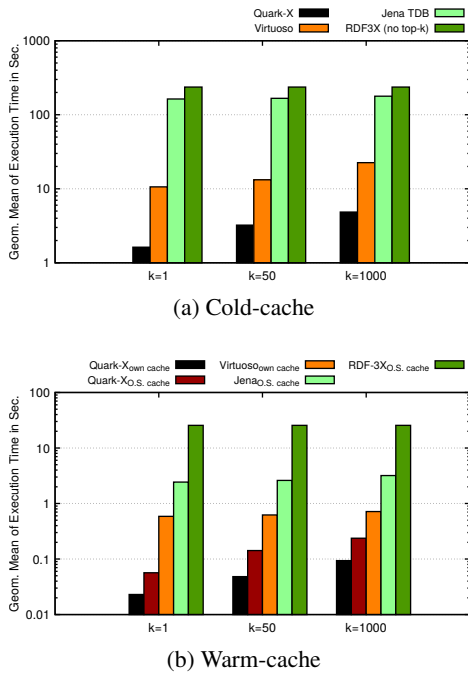 Quark-X
Virtuoso
Jena TDB
RDF3X (no top-k)
Geom. Mean of Execution Time in Sec.
1000
100
10
1
k=1 k=50 k=1000
(a) Cold-cache
Quark-Xown cache
Quark-XO.S. cache
Virtuosoown cache
JenaO.S. cache
RDF-3XO.S. cache
Geom. Mean of Execution Time in Sec.
100
10
1
0.1
0.01
k=1 k=50 k=1000
(b) Warm-cache